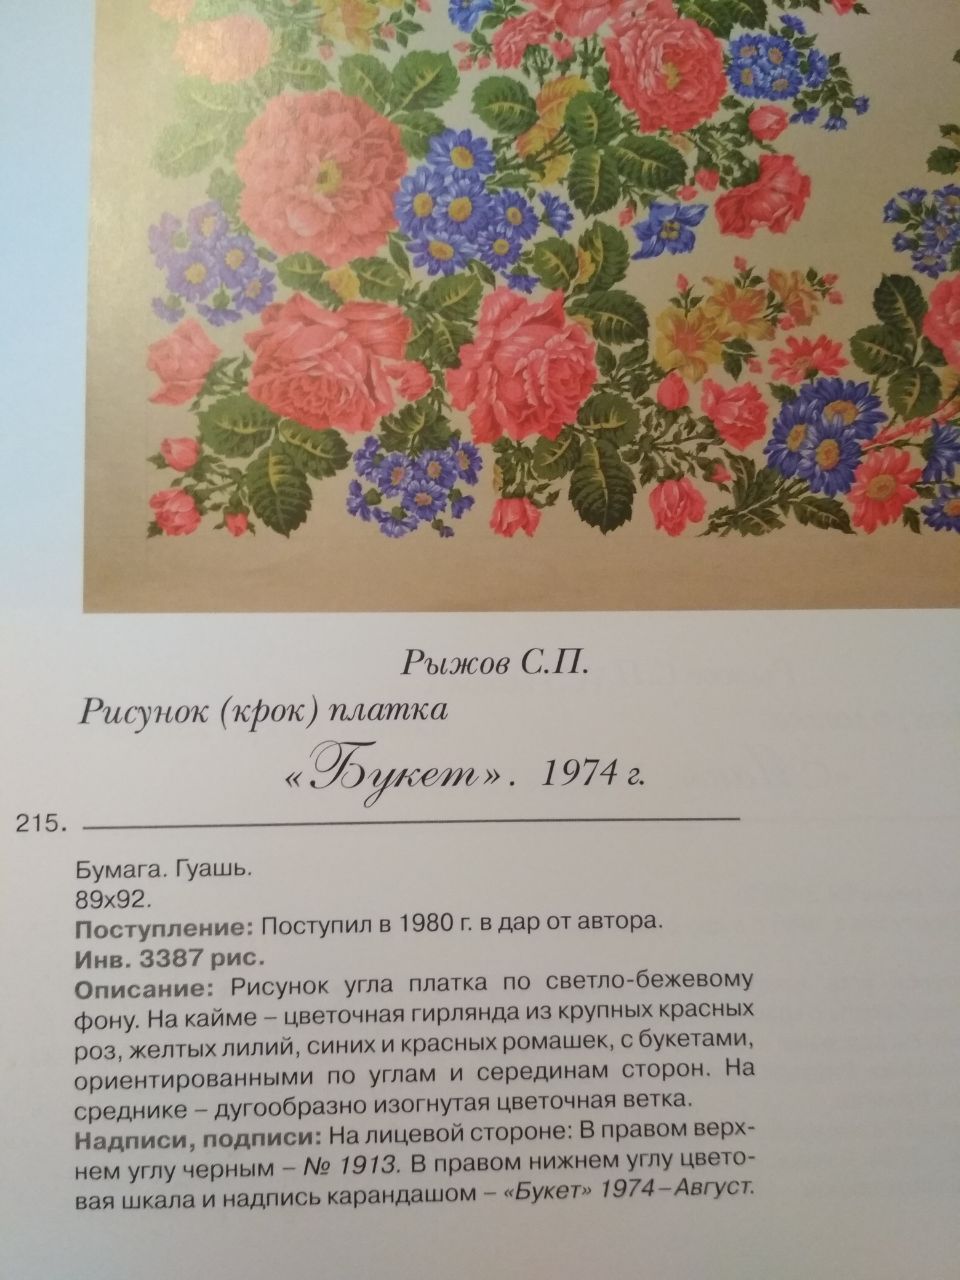 Рыжов С.П.
Рисунок (крок) платка
«Букет». 1974 г.
215.
Бумага. Гуашь.
89х92.
Поступление: Поступил в 1980 г. в дар от автора.
Инв. 3387 рис.
Описание: Рисунок угла платка по светло-бежевому
фону. На кайме – цветочная гирлянда из крупных красных
роз, желтых лилий, синих и красных ромашек, с букетами,
ориентированными по углам и серединам сторон. На
среднике – дугообразно изогнутая цветочная ветка.
Надписи, подписи: На лицевой стороне: В правом верх-
нем углу черным – № 1913. В правом нижнем углу цвето-
вая шкала и надпись карандашом – «Букет» 1974–Август.